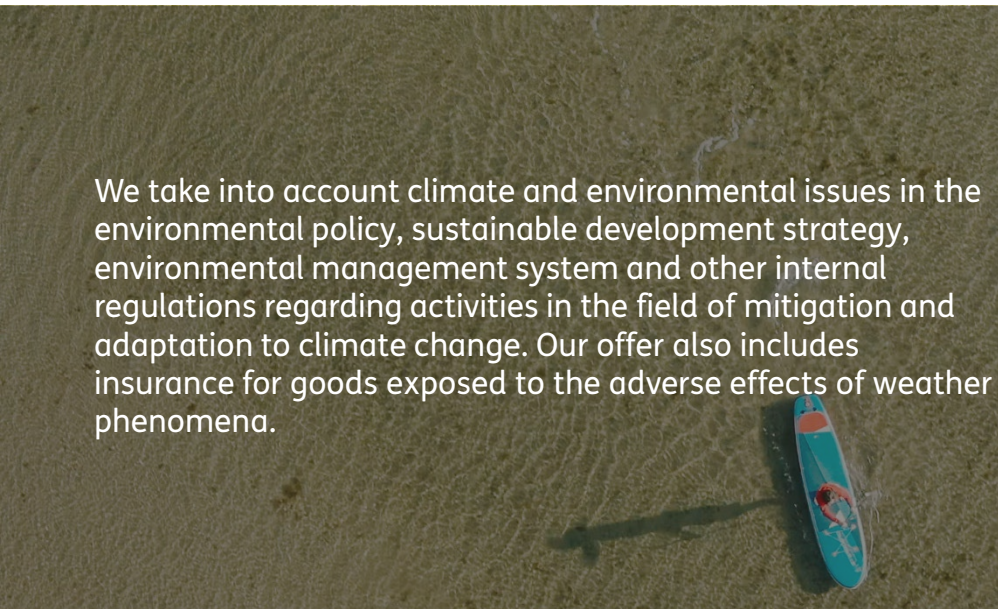 We take into account climate and environmental issues in the
environmental policy, sustainable development strategy,
environmental management system and other internal
regulations regarding activities in the field of mitigation and
adaptation to climate change. Our offer also includes
insurance for goods exposed to the adverse effects of weather
phenomena.